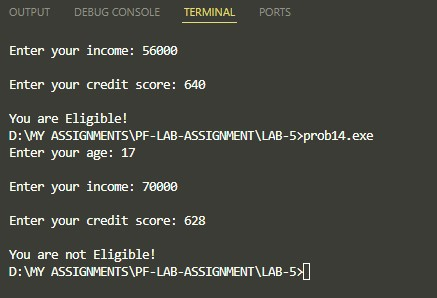 OUTPUT DEBUG CONSOLE TERMINAL PORTS
Enter your income: 56000
Enter your credit score: 640
You are Eligible!
D:\MY ASSIGNMENTS\PF-LAB-ASSIGNMENT\LAB-5>prob14.exe
Enter your age: 17
Enter your income: 70000
Enter your credit score: 628
You are not Eligible!
D:\MY ASSIGNMENTS\PF-LAB-ASSIGNMENT\LAB-5>